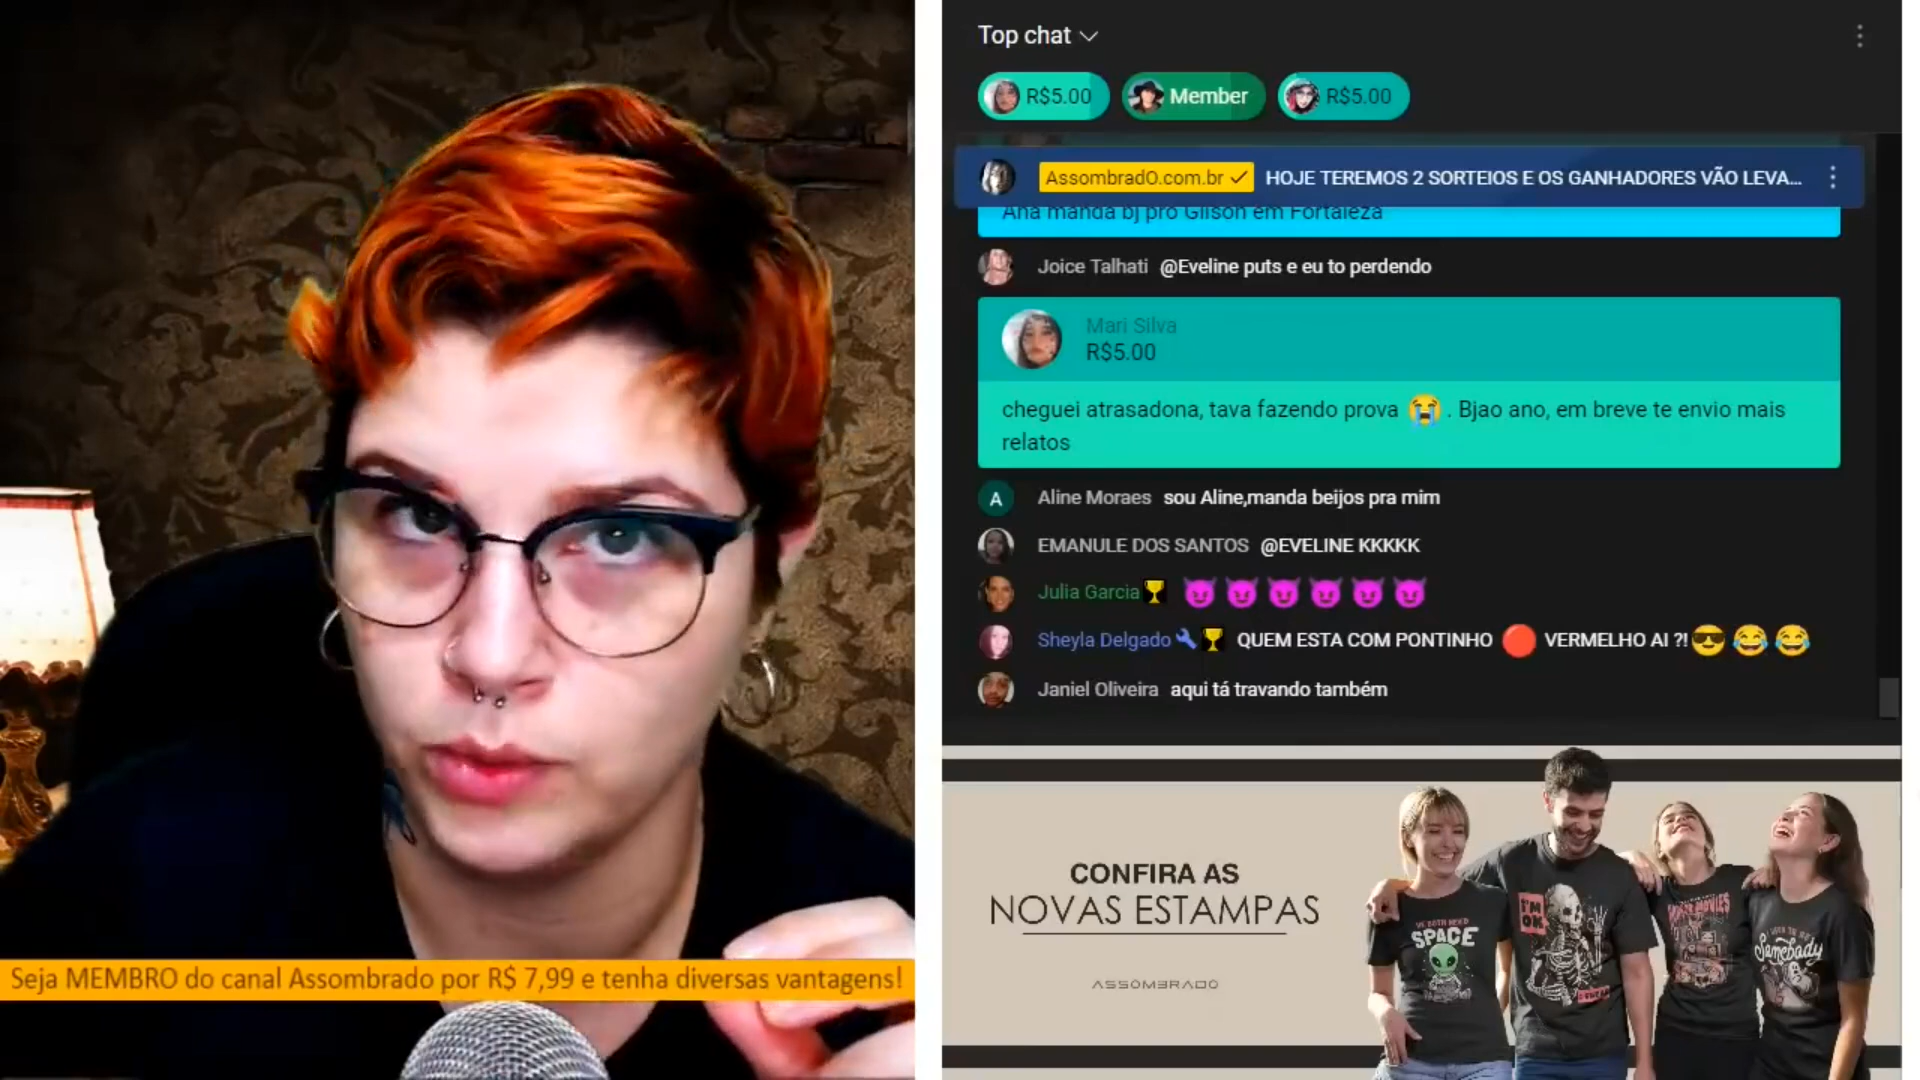 Top chat
R$5.00
Member
R$5.00
AssombradO.com.br HOJE TEREMOS 2 SORTEIOS E OS GANHADORES VÃO LEVA...
Ana manda bj pro Gilson em Fortaleza
Joice Talhati @Eveline puts e eu to perdendo
Mari Silva
R$5.00
cheguei atrasadona, tava fazendo prova 😭 . Bjao ano, em breve te envio mais
relatos
A Aline Moraes sou Aline,manda beijos pra mim
EMANULE DOS SANTOS @EVELINE KKKKK
Julia Garcia 😈😈😈😈😈😈
Sheyla Delgado QUEM ESTA COM PONTINHO 🔴 VERMELHO AI ?!😎😂😂
Janiel Oliveira aqui tá travando também
Seja MEMBRO do canal Assombrado por R$ 7,99 e tenha diversas vantagens!
CONFIRA AS
NOVAS ESTAMPAS
ASSOMBRADO
SPACE
I'M
OK
MOVIES
Somebody